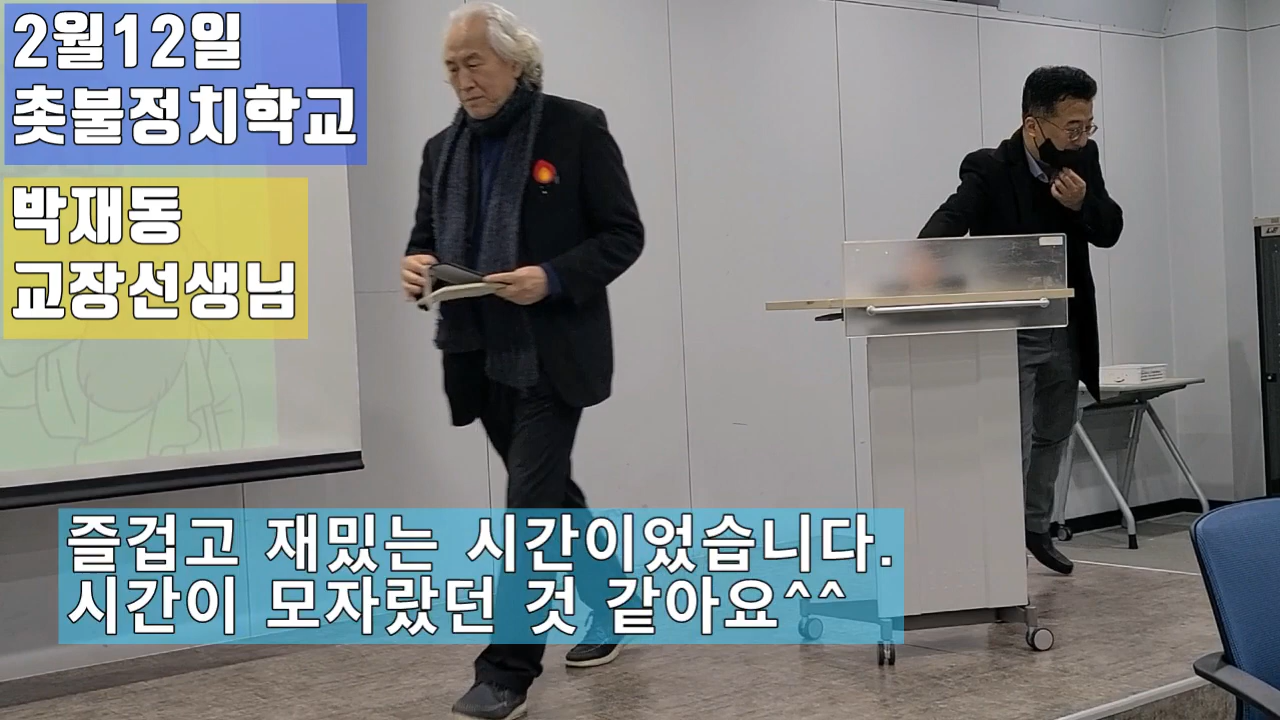 2월12일
촛불정치학교
박재동
교장선생님
즐겁고 재밌는 시간이었습니다.
시간이 모자랐던 것 같아요^^